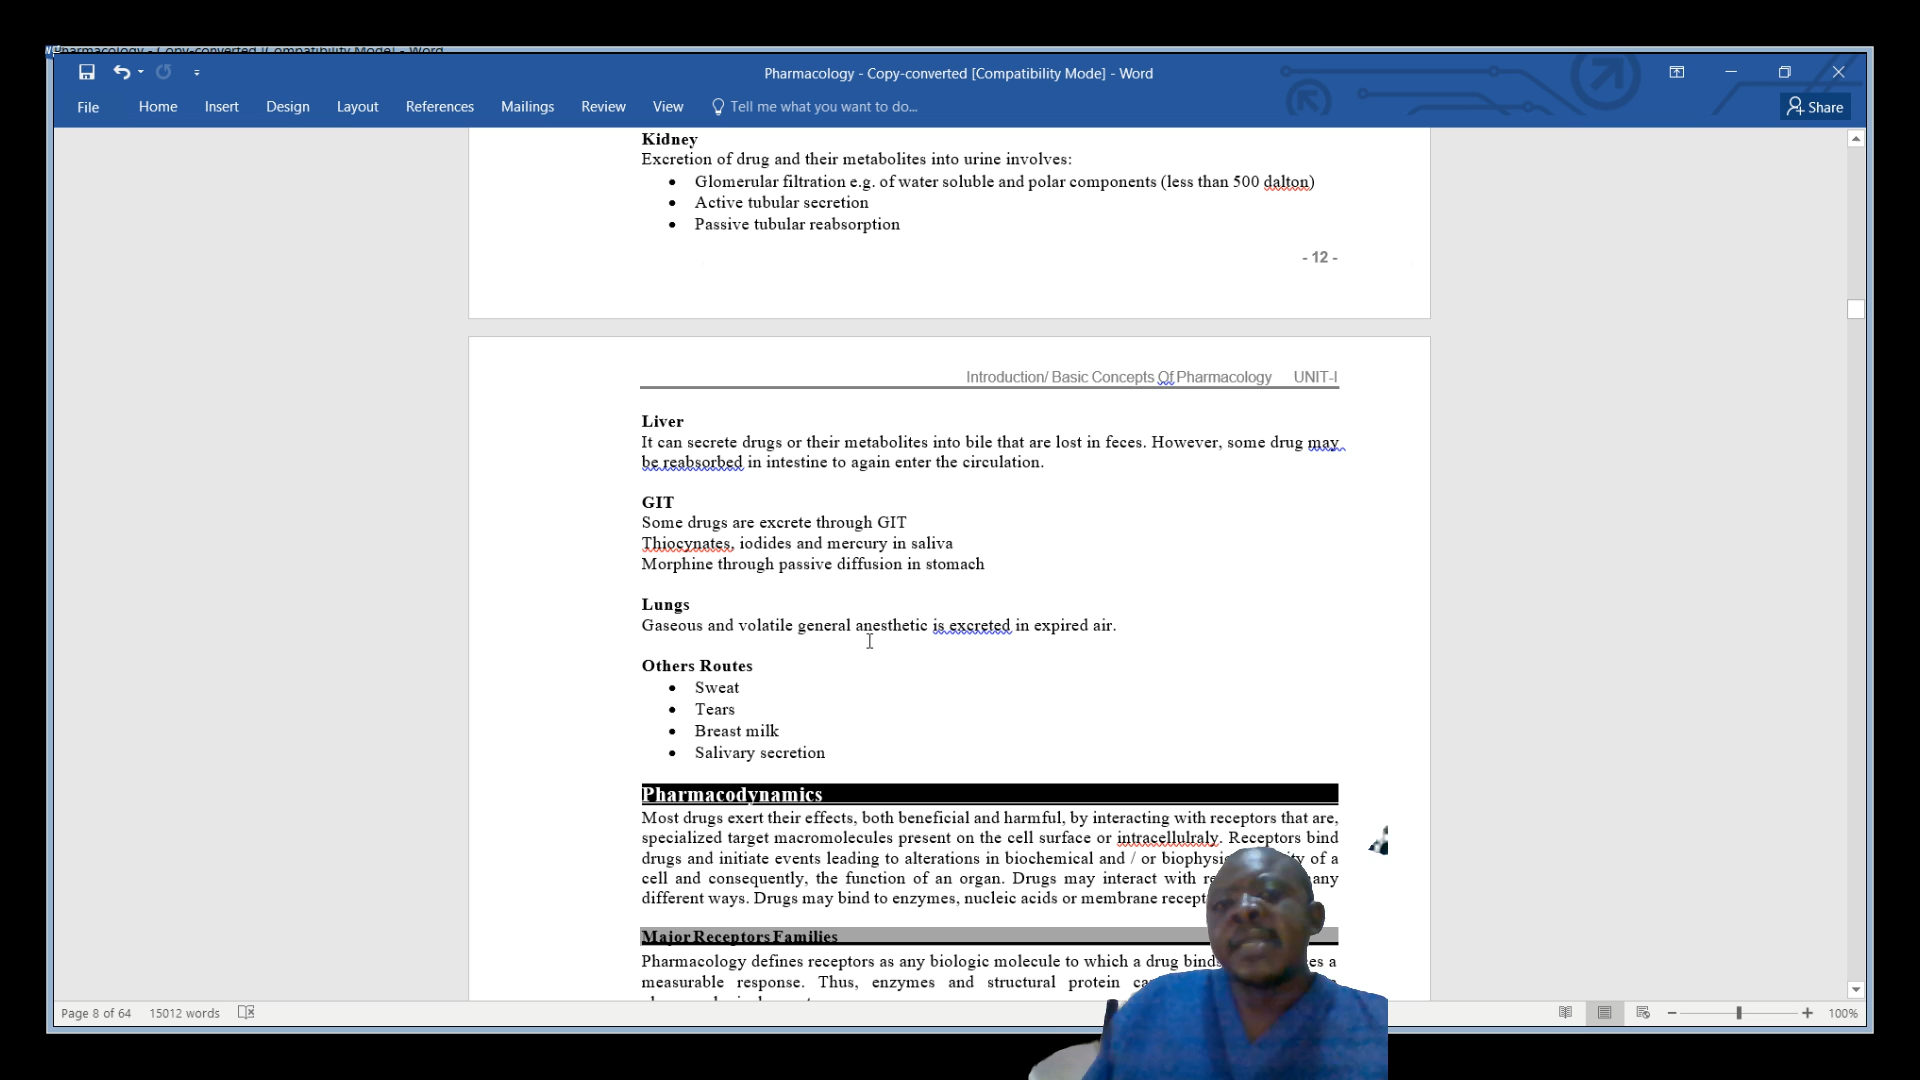 Pharmacology - Copy-converted [Compatibility Mode] - Word
Pharmacology - Copy-converted [Compatibility Mode] - Word
File Home Insert Design Layout References Mailings Review View Tell me what you want to do... Share
Kidney
Excretion of drug and their metabolites into urine involves:
• Glomerular filtration e.g. of water soluble and polar components (less than 500 dalton)
• Active tubular secretion
• Passive tubular reabsorption
- 12 -
Introduction/ Basic Concepts Of Pharmacology UNIT-I
Liver
It can secrete drugs or their metabolites into bile that are lost in feces. However, some drug may
be reabsorbed in intestine to again enter the circulation.
GIT
Some drugs are excrete through GIT
Thiocynates, iodides and mercury in saliva
Morphine through passive diffusion in stomach
Lungs
Gaseous and volatile general anesthetic is excreted in expired air.
Others Routes
• Sweat
• Tears
• Breast milk
• Salivary secretion
Pharmacodynamics
Most drugs exert their effects, both beneficial and harmful, by interacting with receptors that are,
specialized target macromolecules present on the cell surface or intracellulraly. Receptors bind
drugs and initiate events leading to alterations in biochemical and / or of a
cell and consequently, the function of an organ. Drugs may interact with
different ways. Drugs may bind to enzymes, nucleic acids or membrane
Major Receptors Families
Pharmacology defines receptors as any biologic molecule to which a drug binds a
measurable response. Thus, enzymes and structural protein
Page 8 of 64 15012 words 100%